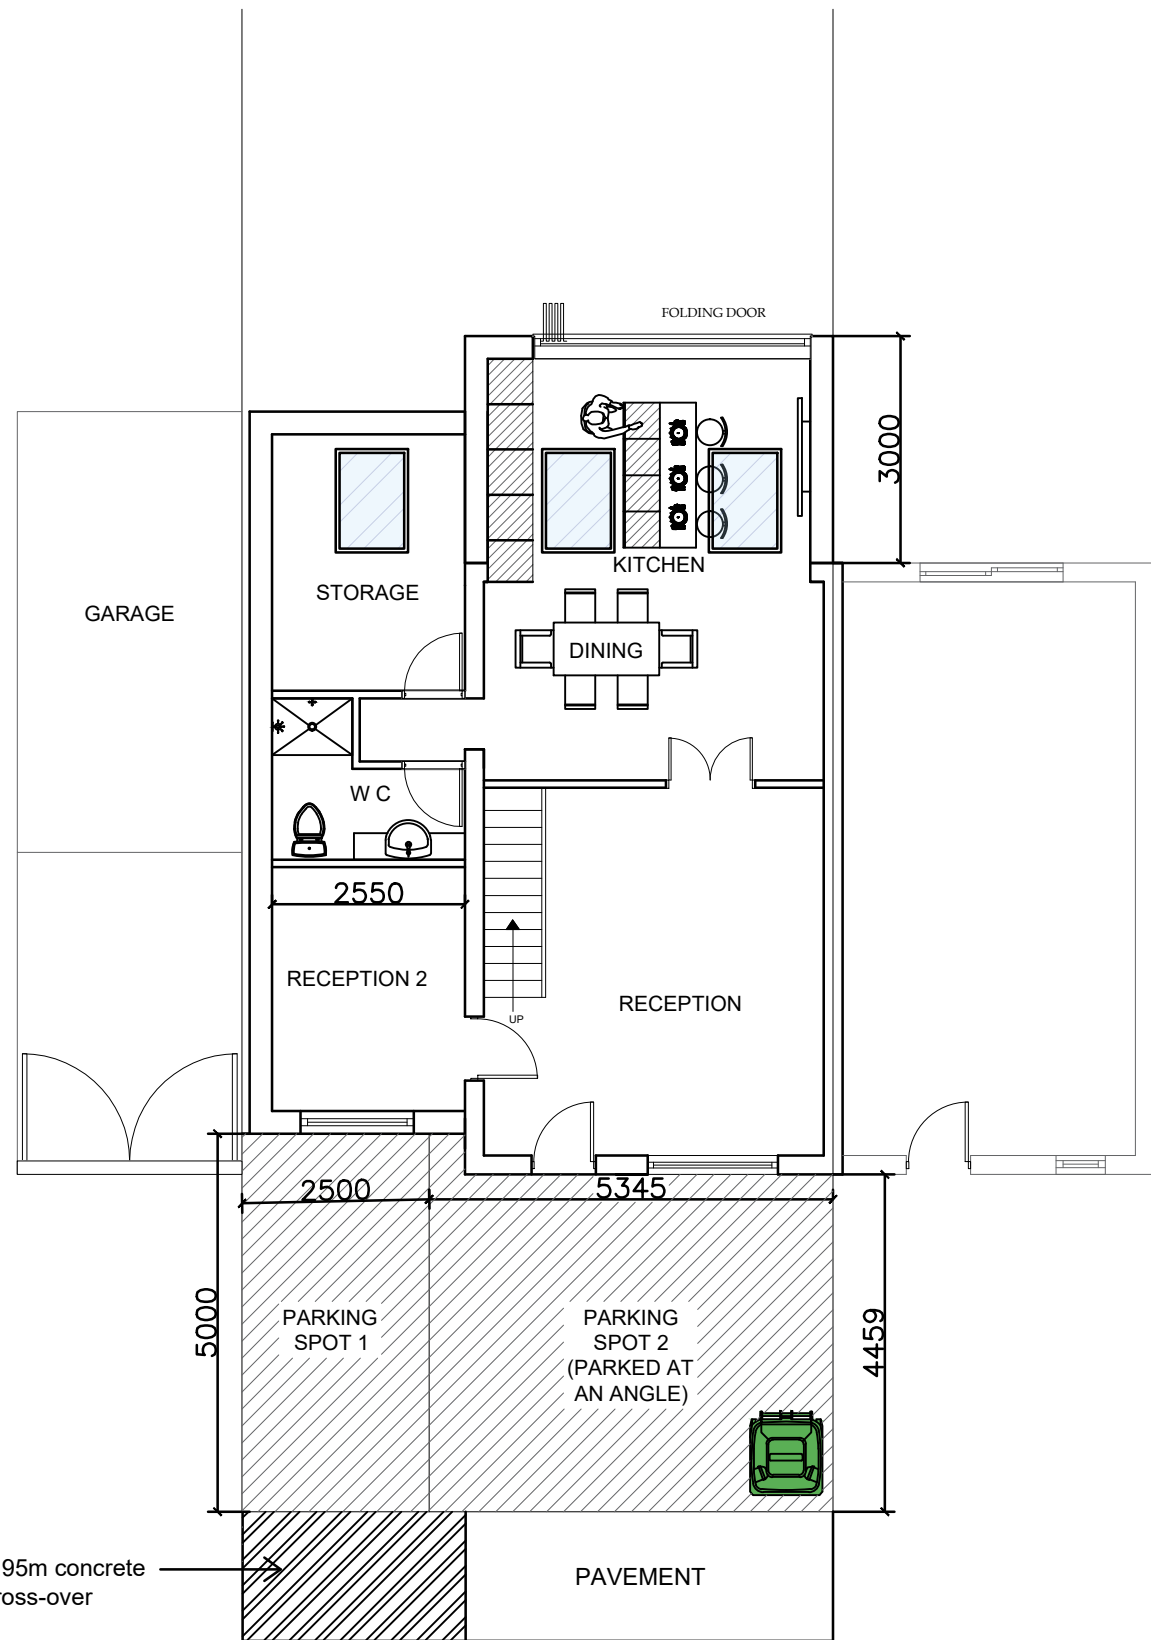 FOLDING DOOR
3000
KITCHEN
STORAGE
GARAGE
DINING
W C
2550
RECEPTION 2
RECEPTION
UP
2500
5345
5000
4459
PARKING
SPOT 1
PARKING
SPOT 2
(PARKED AT
AN ANGLE)
95m concrete
ross-over
PAVEMENT